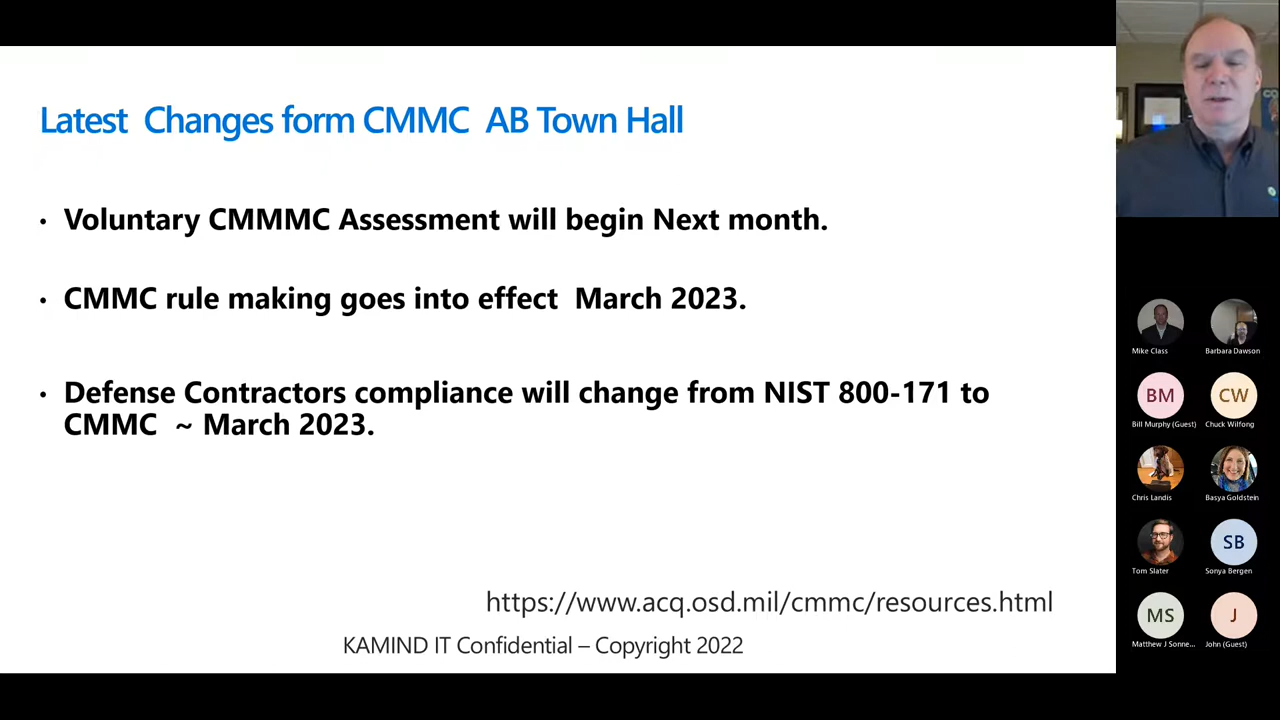 Latest Changes form CMMC AB Town Hall
• Voluntary CMMMC Assessment will begin Next month.
• CMMC rule making goes into effect March 2023.
• Defense Contractors compliance will change from NIST 800-171 to
CMMC ~ March 2023.
https://www.acq.osd.mil/cmmc/resources.html
KAMIND IT Confidential – Copyright 2022
Mike Class
Barbara Dawson
BM
CW
Bill Murphy (Guest)
Chuck Wilfong
Chris Landis
Basya Goldstein
SB
Tom Slater
Sonya Bergen
MS
J
Matthew J Sonne...
John (Guest)